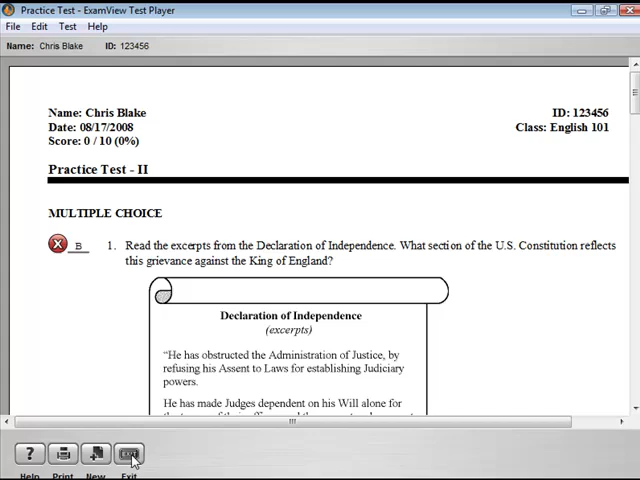 Practice Test - ExamView Test Player
File Edit Test Help
Name: Chris Blake ID: 123456
Name: Chris Blake ID: 123456
Date: 08/17/2008 Class: English 101
Score: 0 / 10 (0%)
Practice Test - II
MULTIPLE CHOICE
B 1. Read the excerpts from the Declaration of Independence. What section of the U.S. Constitution reflects
this grievance against the King of England?
Declaration of Independence
(excerpts)
"He has obstructed the Administration of Justice, by
refusing his Assent to Laws for establishing Judiciary
powers.
He has made Judges dependent on his Will alone for
? EXIT
Help Print New Exit